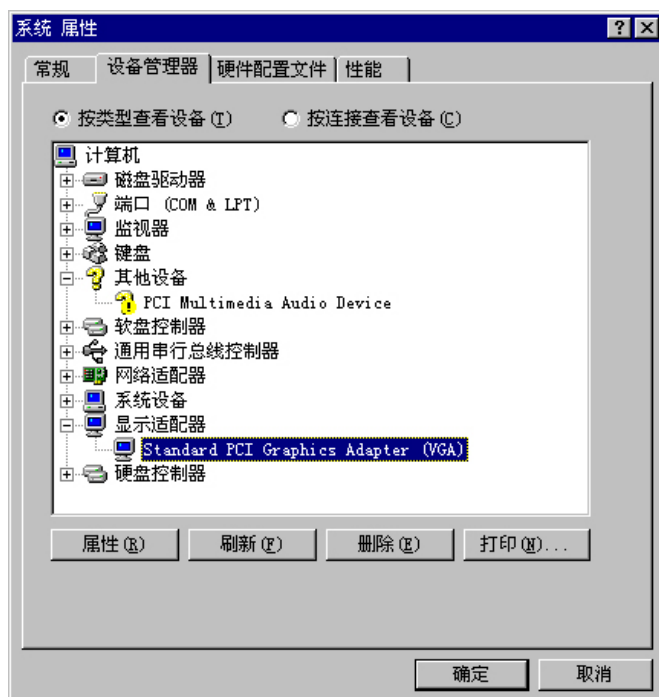 系统 属性
常规 设备管理器 硬件配置文件 性能
按类型查看设备(T) 按连接查看设备(C)
计算机
磁盘驱动器
端口 (COM & LPT)
监视器
键盘
其他设备
PCI Multimedia Audio Device
软盘控制器
通用串行总线控制器
网络适配器
系统设备
显示适配器
Standard PCI Graphics Adapter (VGA)
硬盘控制器
属性(R) 刷新(F) 删除(E) 打印(N)...
确定 取消